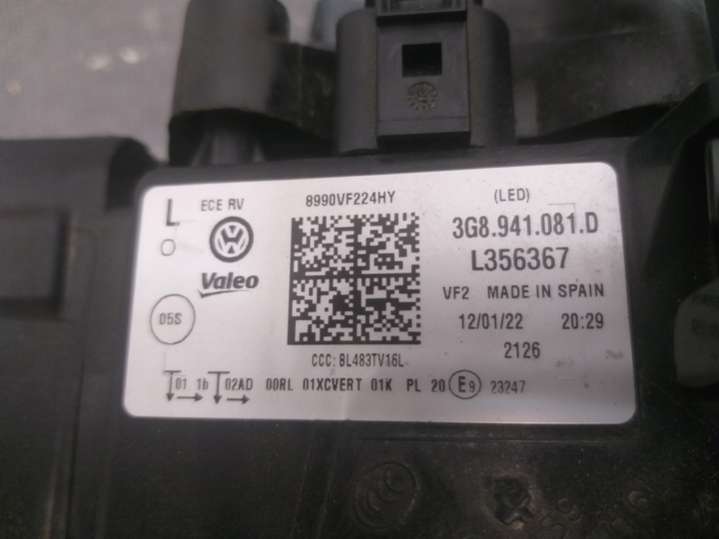 L ECE RV 8990VF224HY (LED)
O 3G8.941.081.D
Valeo L356367
VF2 MADE IN SPAIN
05S 12/01/22 20:29
CCC: 8L483TV16L 2126
01 1b 02AD 00RL 01XCVERT 01K PL 20 E9 23247